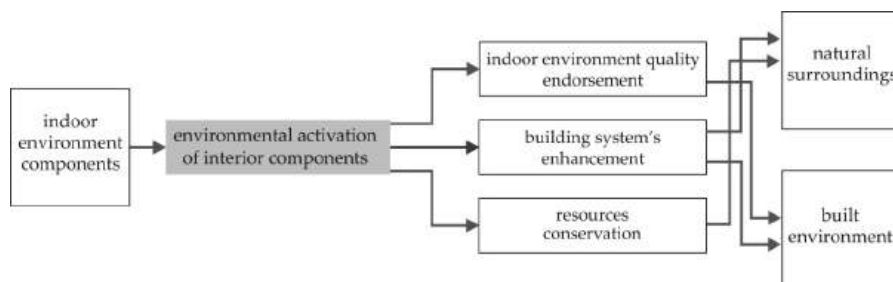 indoor
environment
components
environmental activation
of interior components
indoor environment quality
endorsement
building system's
enhancement
resources
conservation
natural
surroundings
built
environment